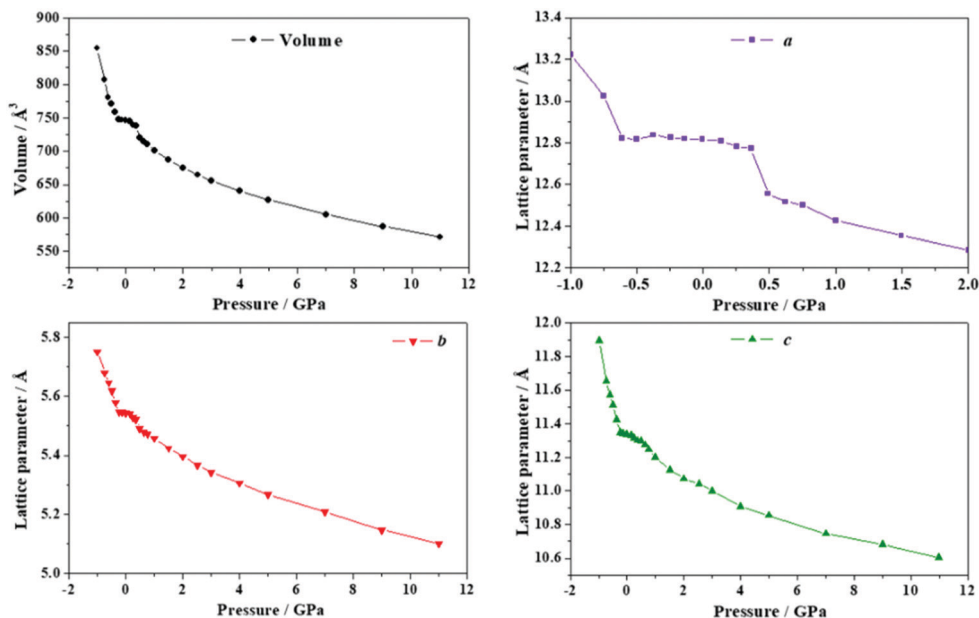 900
850
800
750
700
650
600
550
Volume / Å³
Volume
-2 0 2 4 6 8 10 12
Pressure / GPa
13.4
13.2
13.0
12.8
12.6
12.4
12.2
Lattice parameter / Å
a
-1.0 -0.5 0.0 0.5 1.0 1.5 2.0
Pressure / GPa
5.8
5.6
5.4
5.2
5.0
Lattice parameter / Å
b
-2 0 2 4 6 8 10 12
Pressure / GPa
12.0
11.8
11.6
11.4
11.2
11.0
10.8
10.6
Lattice parameter / Å
c
-2 0 2 4 6 8 10 12
Pressure / GPa